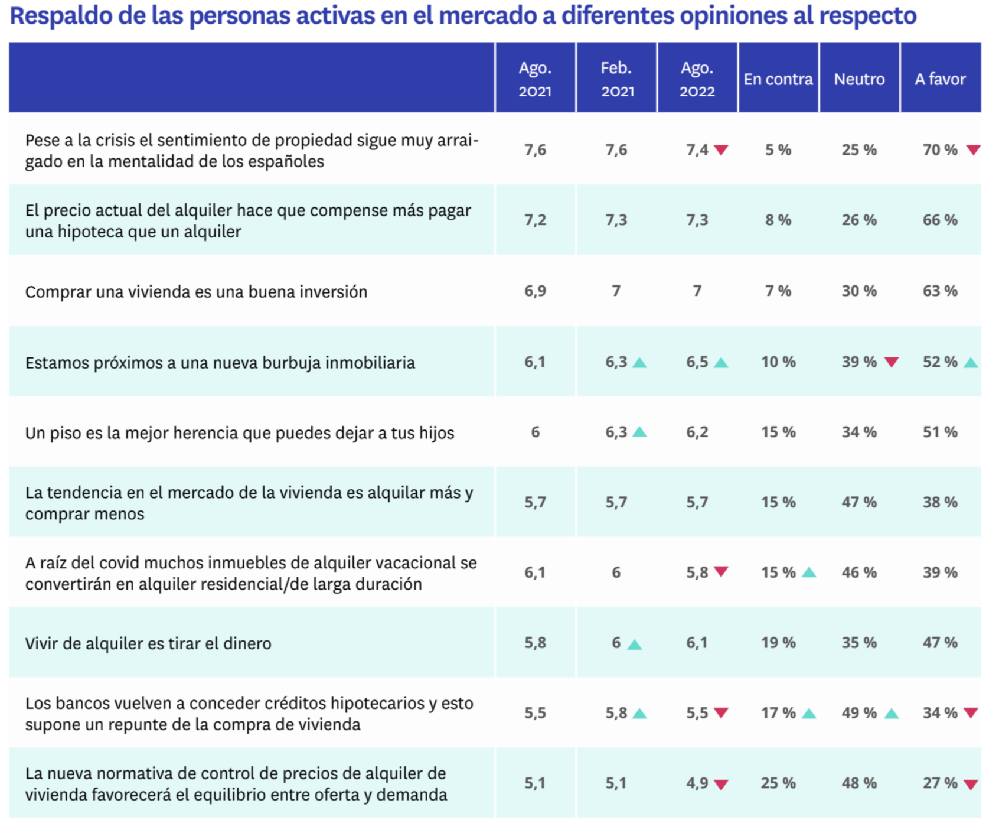 Respaldo de las personas activas en el mercado a diferentes opiniones al respecto
Ago. 2021 Feb. 2021 Ago. 2022 En contra Neutro A favor
Pese a la crisis el sentimiento de propiedad sigue muy arrai-
gado en la mentalidad de los españoles
7,6 7,6 7,4 ▼ 5 % 25 % 70 % ▼
El precio actual del alquiler hace que compense más pagar
una hipoteca que un alquiler
7,2 7,3 7,3 8 % 26 % 66 %
Comprar una vivienda es una buena inversión 6,9 7 7 7 % 30 % 63 %
Estamos próximos a una nueva burbuja inmobiliaria 6,1 6,3 ▲ 6,5 ▲ 10 % 39 % ▼ 52 % ▲
Un piso es la mejor herencia que puedes dejar a tus hijos 6 6,3 ▲ 6,2 15 % 34 % 51 %
La tendencia en el mercado de la vivienda es alquilar más y
comprar menos
5,7 5,7 5,7 15 % 47 % 38 %
A raíz del covid muchos inmuebles de alquiler vacacional se
convertirán en alquiler residencial/de larga duración
6,1 6 5,8 ▼ 15 % ▲ 46 % 39 %
Vivir de alquiler es tirar el dinero 5,8 6 ▲ 6,1 19 % 35 % 47 %
Los bancos vuelven a conceder créditos hipotecarios y esto
supone un repunte de la compra de vivienda
5,5 5,8 ▲ 5,5 ▼ 17 % ▲ 49 % ▲ 34 % ▼
La nueva normativa de control de precios de alquiler de
vivienda favorecerá el equilibrio entre oferta y demanda
5,1 5,1 4,9 ▼ 25 % 48 % 27 % ▼